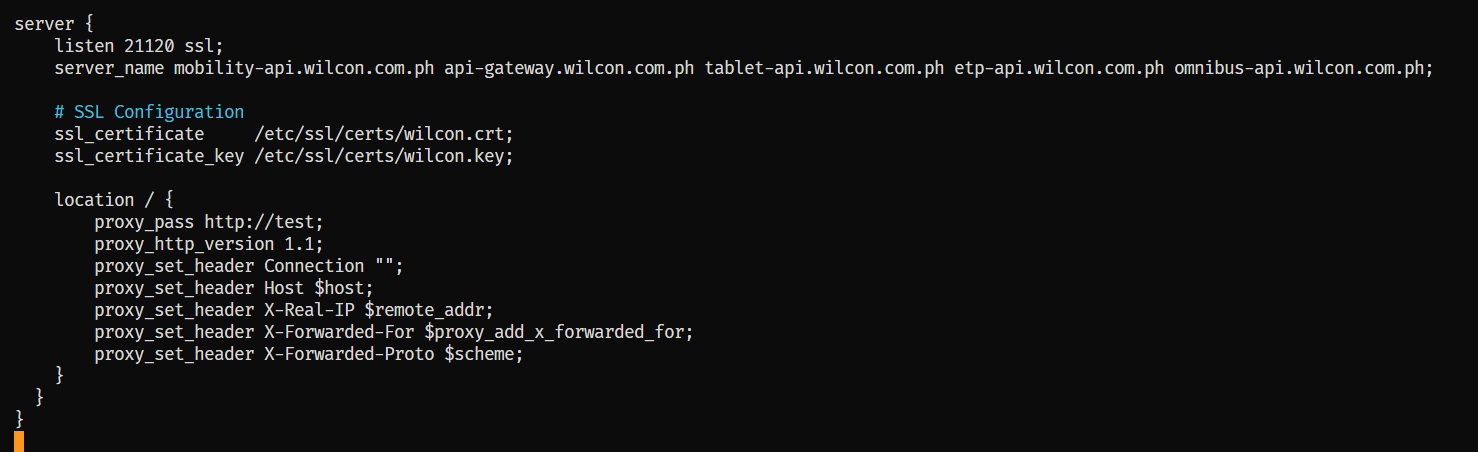 server {
    listen 21120 ssl;
    server_name mobility-api.wilcon.com.ph api-gateway.wilcon.com.ph tablet-api.wilcon.com.ph etp-api.wilcon.com.ph omnibus-api.wilcon.com.ph;

    # SSL Configuration
    ssl_certificate     /etc/ssl/certs/wilcon.crt;
    ssl_certificate_key /etc/ssl/certs/wilcon.key;

    location / {
        proxy_pass http://test;
        proxy_http_version 1.1;
        proxy_set_header Connection "";
        proxy_set_header Host $host;
        proxy_set_header X-Real-IP $remote_addr;
        proxy_set_header X-Forwarded-For $proxy_add_x_forwarded_for;
        proxy_set_header X-Forwarded-Proto $scheme;
    }
  }
}